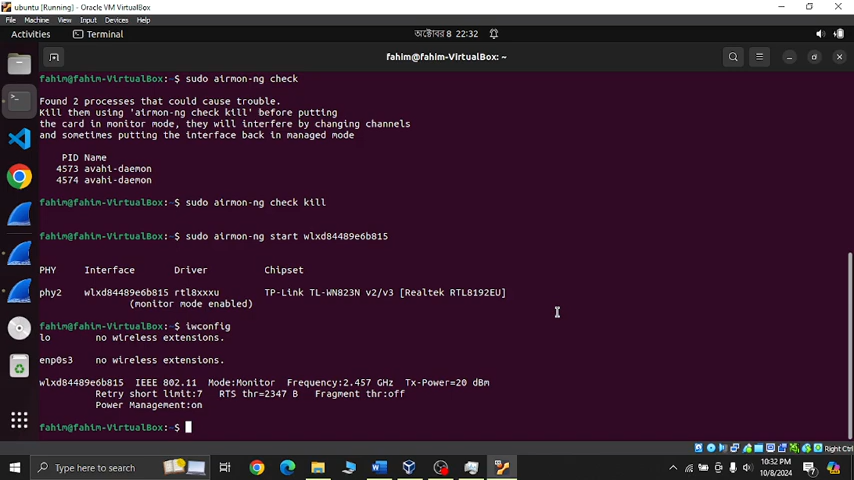 ubuntu [Running] - Oracle VM VirtualBox
File Machine View Input Devices Help
Activities Terminal অক্টোবর 8 22:32
fahim@fahim-VirtualBox: ~
fahim@fahim-VirtualBox:~$ sudo airmon-ng check
Found 2 processes that could cause trouble.
Kill them using 'airmon-ng check kill' before putting
the card in monitor mode, they will interfere by changing channels
and sometimes putting the interface back in managed mode
PID Name
4573 avahi-daemon
4574 avahi-daemon
fahim@fahim-VirtualBox:~$ sudo airmon-ng check kill
fahim@fahim-VirtualBox:~$ sudo airmon-ng start wlxd84489e6b815
PHY Interface Driver Chipset
phy2 wlxd84489e6b815 rtl8xxxu TP-Link TL-WN823N v2/v3 [Realtek RTL8192EU]
(monitor mode enabled)
fahim@fahim-VirtualBox:~$ iwconfig
lo no wireless extensions.
enp0s3 no wireless extensions.
wlxd84489e6b815 IEEE 802.11 Mode:Monitor Frequency:2.457 GHz Tx-Power=20 dBm
Retry short limit:7 RTS thr=2347 B Fragment thr:off
Power Management:on
fahim@fahim-VirtualBox:~$
Right Ctrl
Type here to search
10:32 PM
10/8/2024